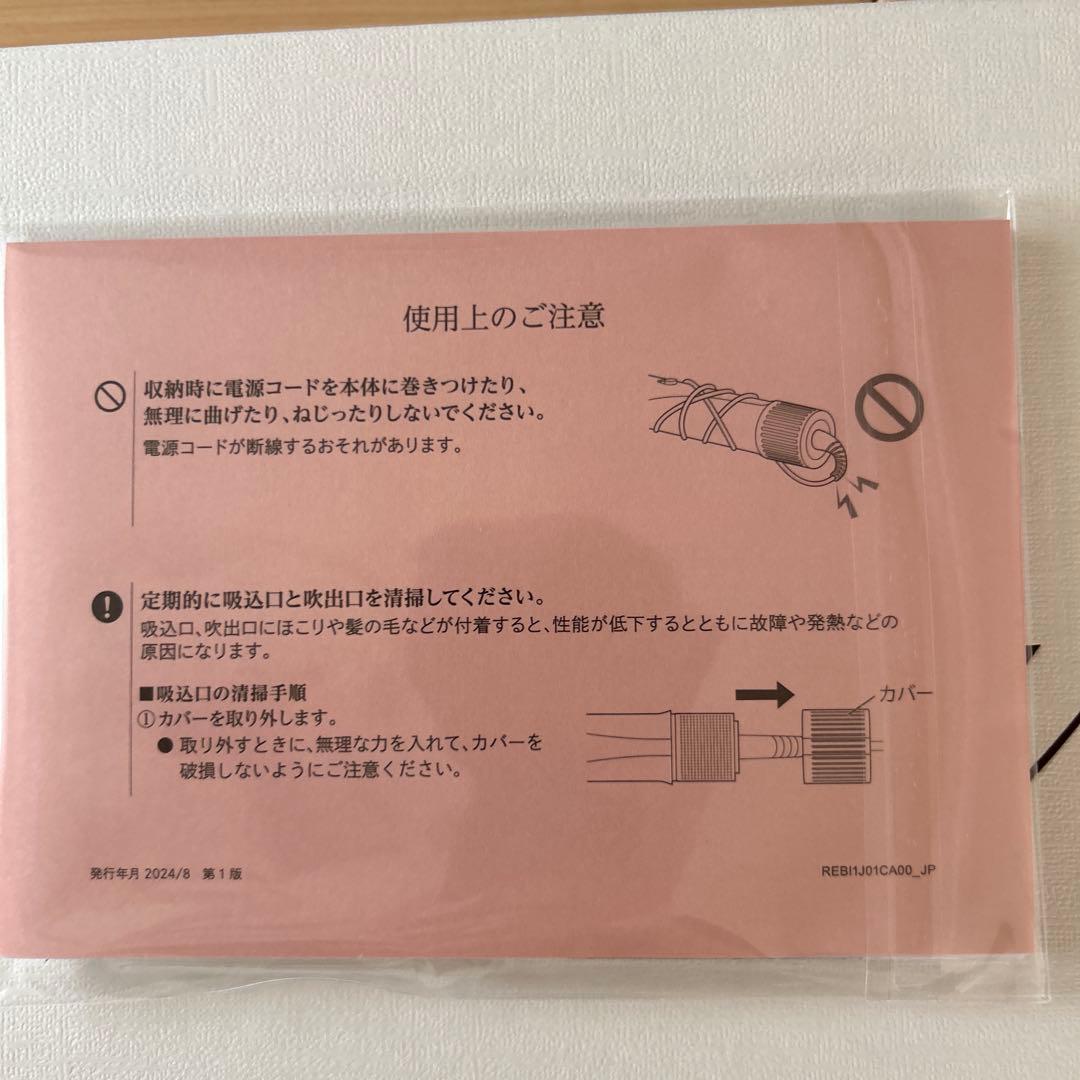 使用上のご注意
収納時に電源コードを本体に巻きつけたり、
無理に曲げたり、ねじったりしないでください。
電源コードが断線するおそれがあります。
定期的に吸込口と吹出口を清掃してください。
吸込口、吹出口にほこりや髪の毛などが付着すると、性能が低下するとともに故障や発熱などの
原因になります。
■吸込口の清掃手順
①カバーを取り外します。
● 取り外すときに、無理な力を入れて、カバーを
破損しないようにご注意ください。
カバー
発行年月 2024/8 第1版
REBI1J01CA00_JP